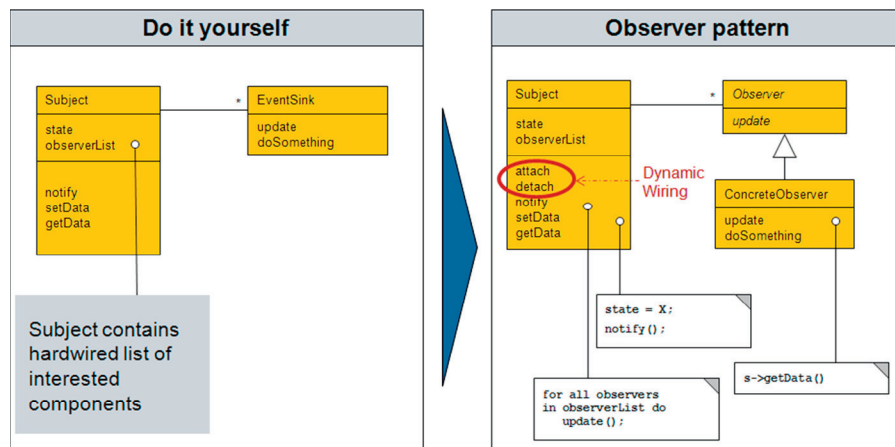 Do it yourself
Subject
state
observerList
notify
setData
getData
*
EventSink
update
doSomething
Subject contains
hardwired list of
interested
components
Observer pattern
Subject
state
observerList
attach
detach
notify
setData
getData
*
Observer
update
Dynamic
Wiring
ConcreteObserver
update
doSomething
state = X;
notify();
s->getData()
for all observers
in observerList do
update();